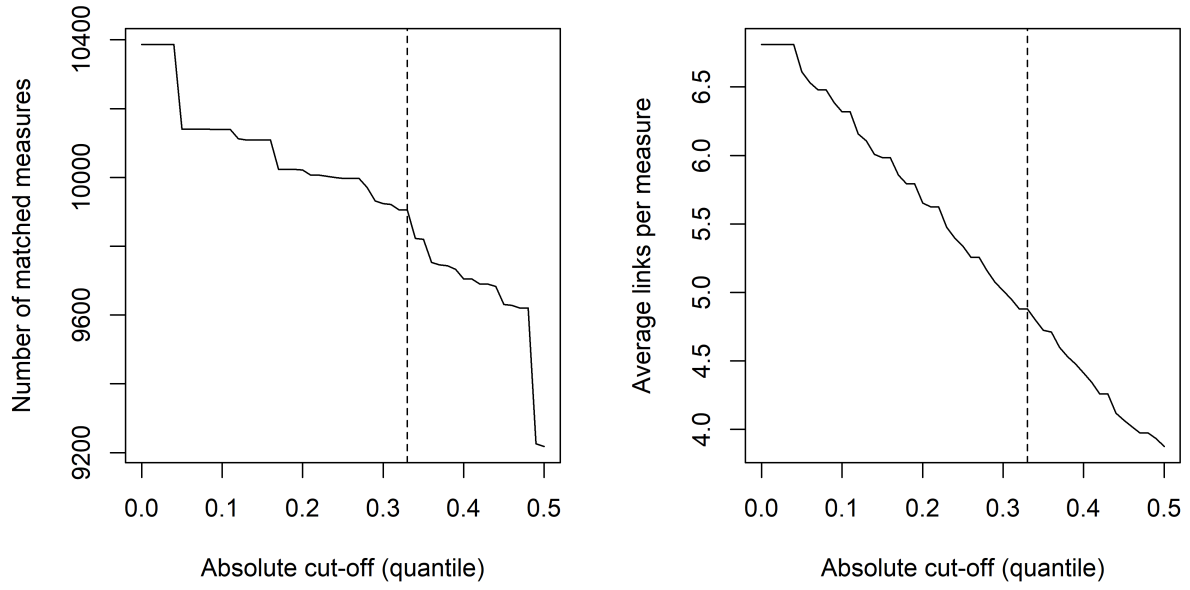 Number of matched measures
10400
10000
9600
9200
0.0 0.1 0.2 0.3 0.4 0.5
Absolute cut-off (quantile)
Average links per measure
6.5
6.0
5.5
5.0
4.5
4.0
0.0 0.1 0.2 0.3 0.4 0.5
Absolute cut-off (quantile)